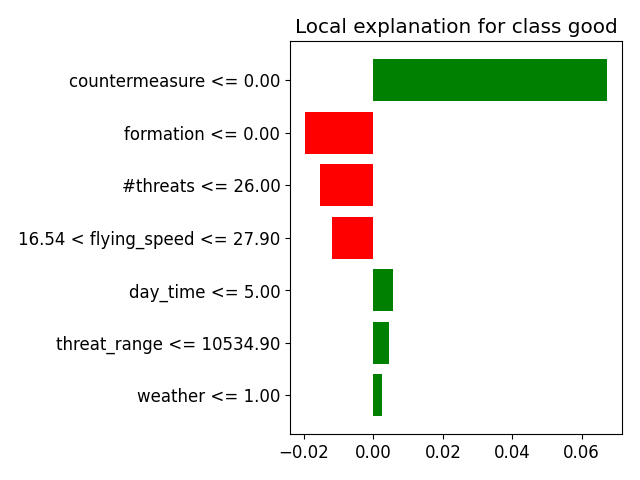 Local explanation for class good
countermeasure <= 0.00
formation <= 0.00
#threats <= 26.00
16.54 < flying_speed <= 27.90
day_time <= 5.00
threat_range <= 10534.90
weather <= 1.00
−0.02 0.00 0.02 0.04 0.06